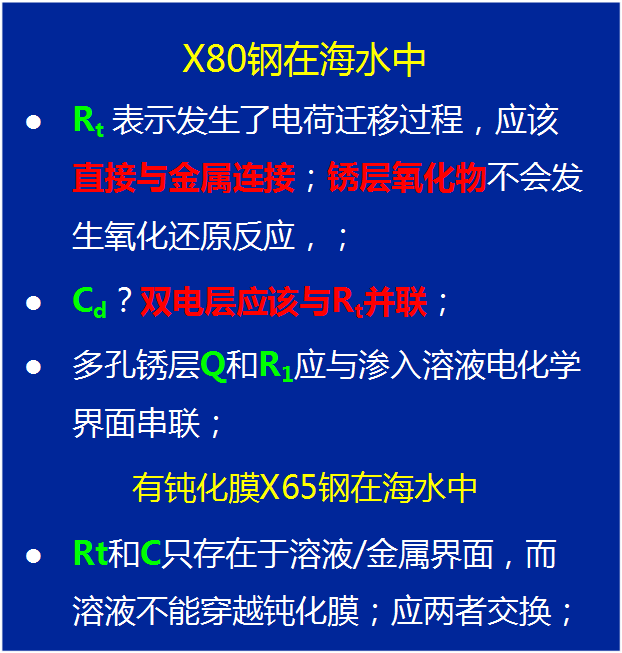 X80钢在海水中
● Rt 表示发生了电荷迁移过程，应该
直接与金属连接；锈层氧化物不会发
生氧化还原反应，；
● Cd？双电层应该与Rt并联；
● 多孔锈层Q和R1应与渗入溶液电化学
界面串联；
有钝化膜X65钢在海水中
● Rt和C只存在于溶液/金属界面，而
溶液不能穿越钝化膜；应两者交换；